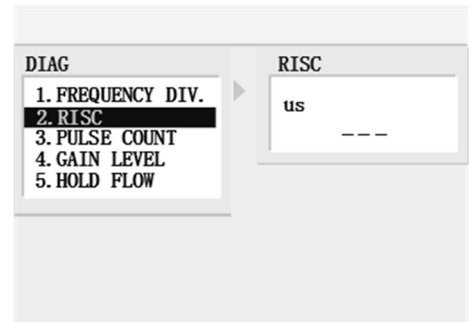 DIAG
1. FREQUENCY DIV.
2. RISC
3. PULSE COUNT
4. GAIN LEVEL
5. HOLD FLOW
RISC
us
---